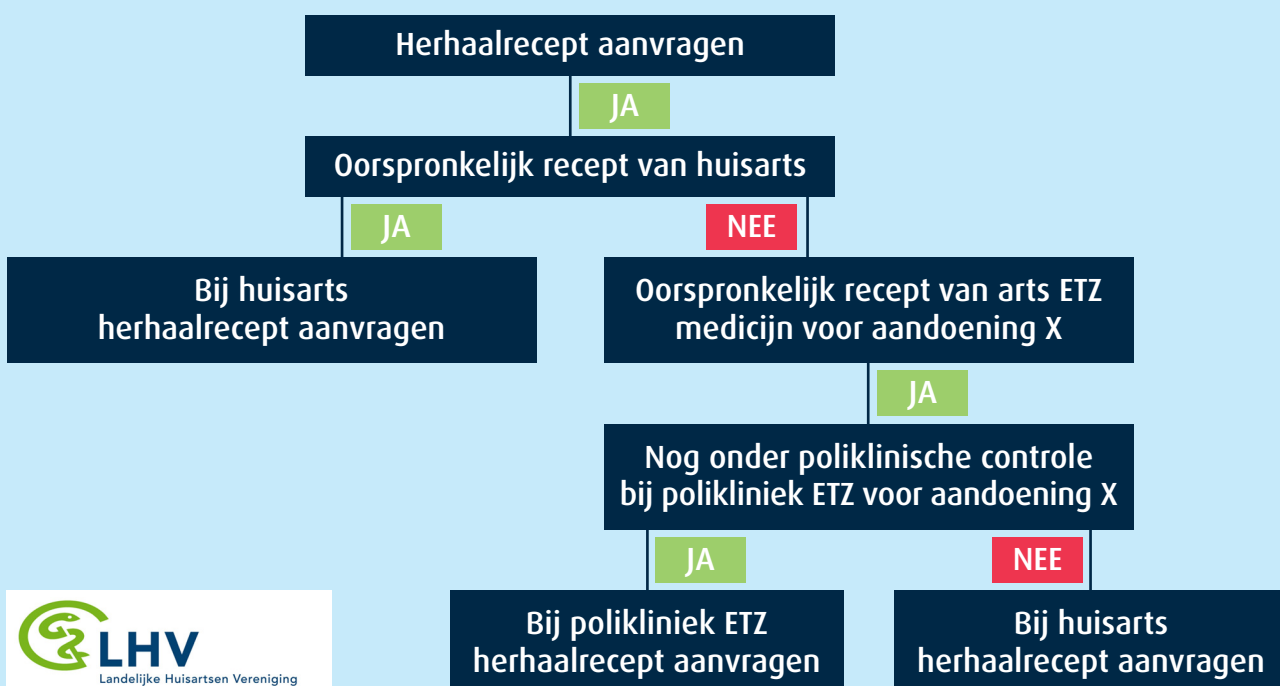 Herhaalrecept aanvragen
JA
Oorspronkelijk recept van huisarts
JA
NEE
Bij huisarts
herhaalrecept aanvragen
Oorspronkelijk recept van arts ETZ
medicijn voor aandoening X
JA
Nog onder poliklinische controle
bij polikliniek ETZ voor aandoening X
JA
NEE
Bij polikliniek ETZ
herhaalrecept aanvragen
Bij huisarts
herhaalrecept aanvragen
LHV
Landelijke Huisartsen Vereniging